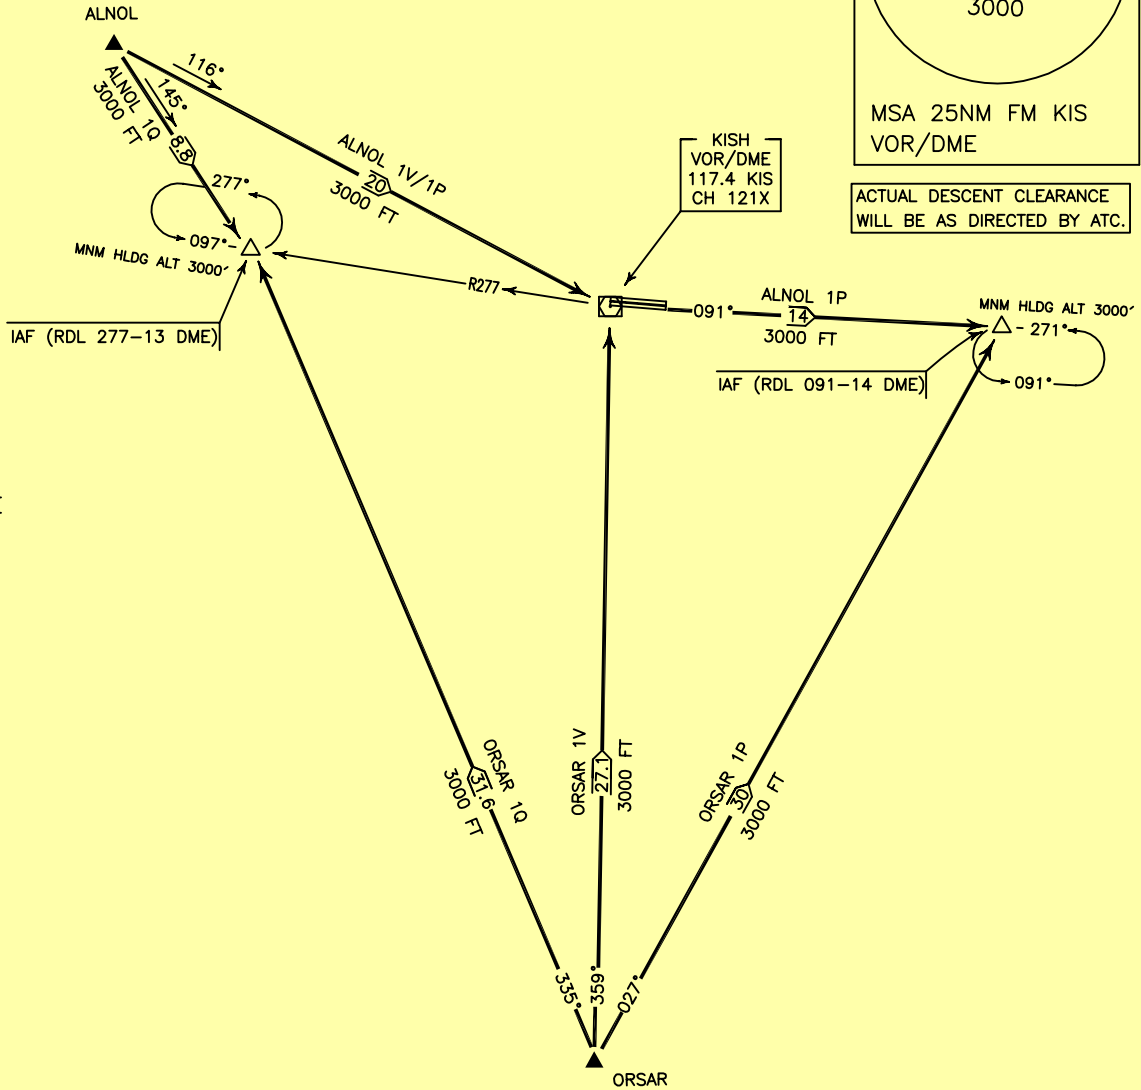 ALNOL
3000
MSA 25NM FM KIS
VOR/DME
ACTUAL DESCENT CLEARANCE
WILL BE AS DIRECTED BY ATC.
116°
145°
ALNOL 1Q
3000 FT
8.8
ALNOL 1V/1P
20
3000 FT
KISH
VOR/DME
117.4 KIS
CH 121X
277°
097°
MNM HLDG ALT 3000'
R277
IAF (RDL 277-13 DME)
091°
ALNOL 1P
14
3000 FT
MNM HLDG ALT 3000'
271°
091°
IAF (RDL 091-14 DME)
ORSAR 1Q
31.6
3000 FT
ORSAR 1V
27.1
3000 FT
ORSAR 1P
30
3000 FT
335°
359°
027°
ORSAR